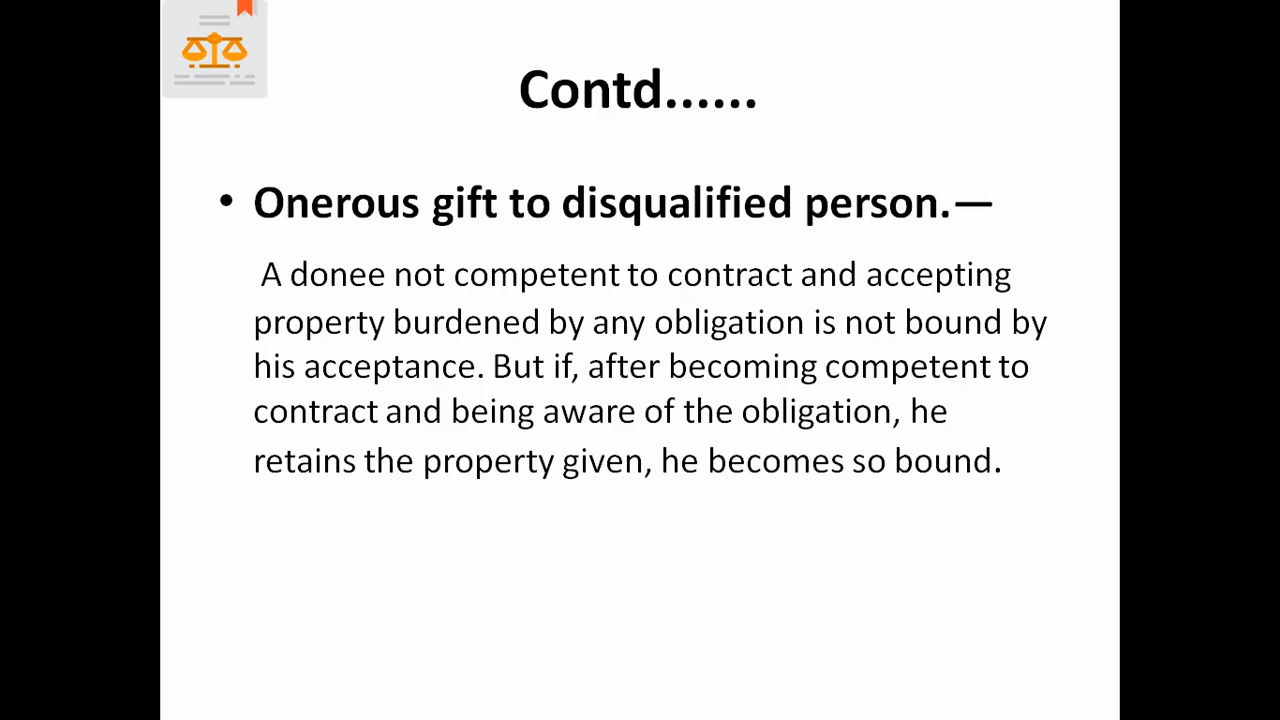 Contd......
• Onerous gift to disqualified person.—
A donee not competent to contract and accepting
property burdened by any obligation is not bound by
his acceptance. But if, after becoming competent to
contract and being aware of the obligation, he
retains the property given, he becomes so bound.